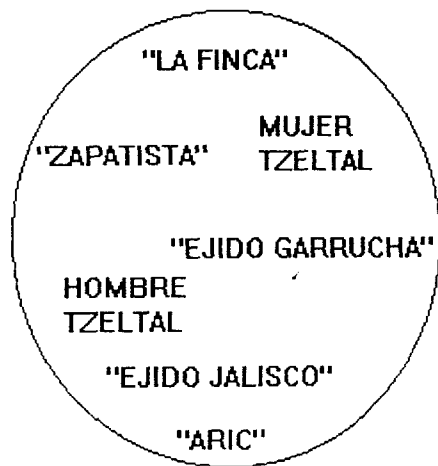 "LA FINCA"
MUJER
TZELTAL
"ZAPATISTA"
"EJIDO GARRUCHA"
HOMBRE
TZELTAL
"EJIDO JALISCO"
"ARIC"